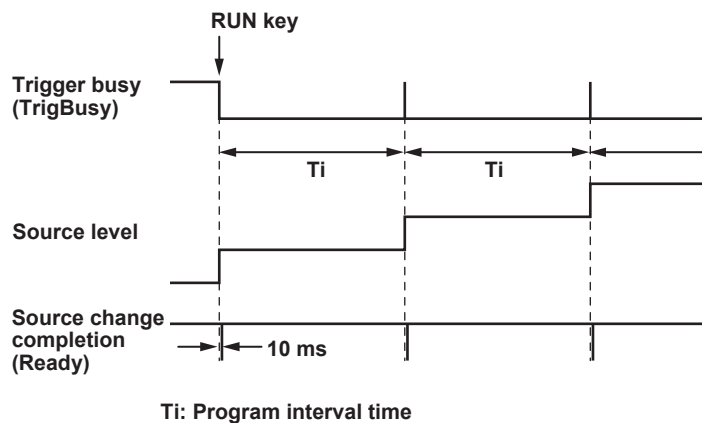 RUN key
Trigger busy
(TrigBusy)
Ti
Ti
Source level
Source change
completion
(Ready)
10 ms
Ti: Program interval time